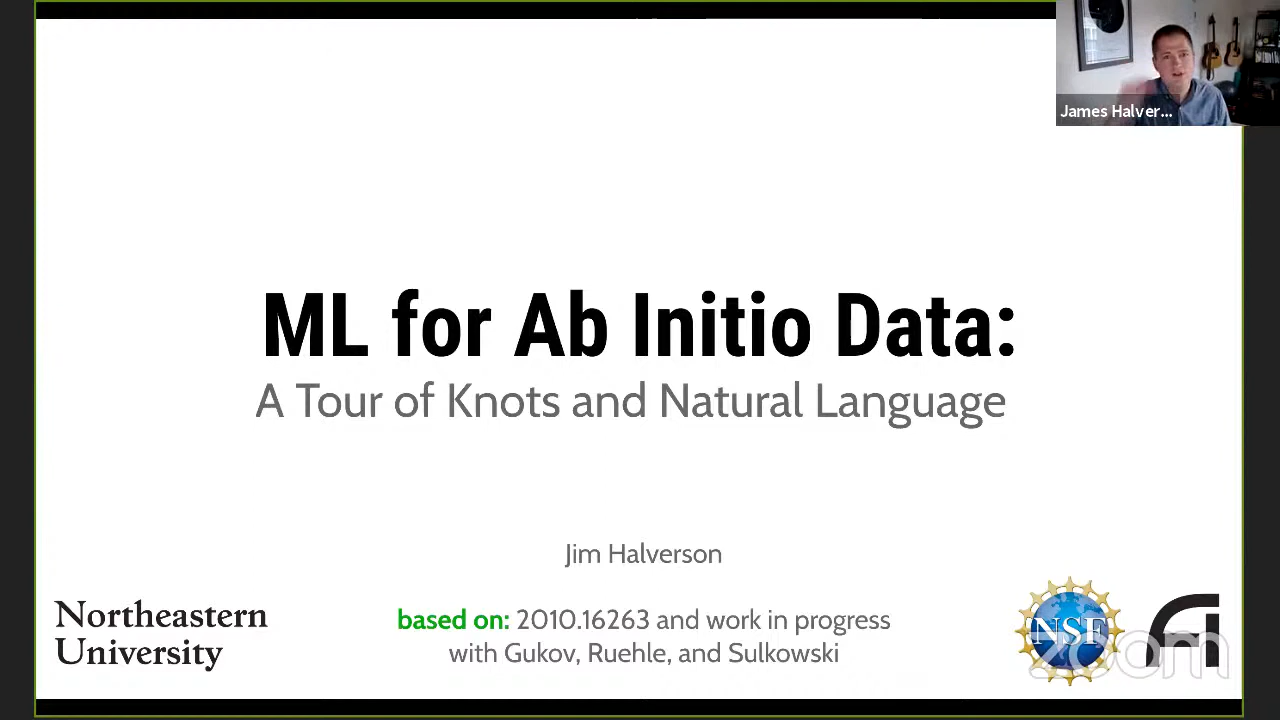 James Halver...
ML for Ab Initio Data:
A Tour of Knots and Natural Language
Jim Halverson
based on: 2010.16263 and work in progress
with Gukov, Ruehle, and Sulkowski
Northeastern
University
NSF
zoom